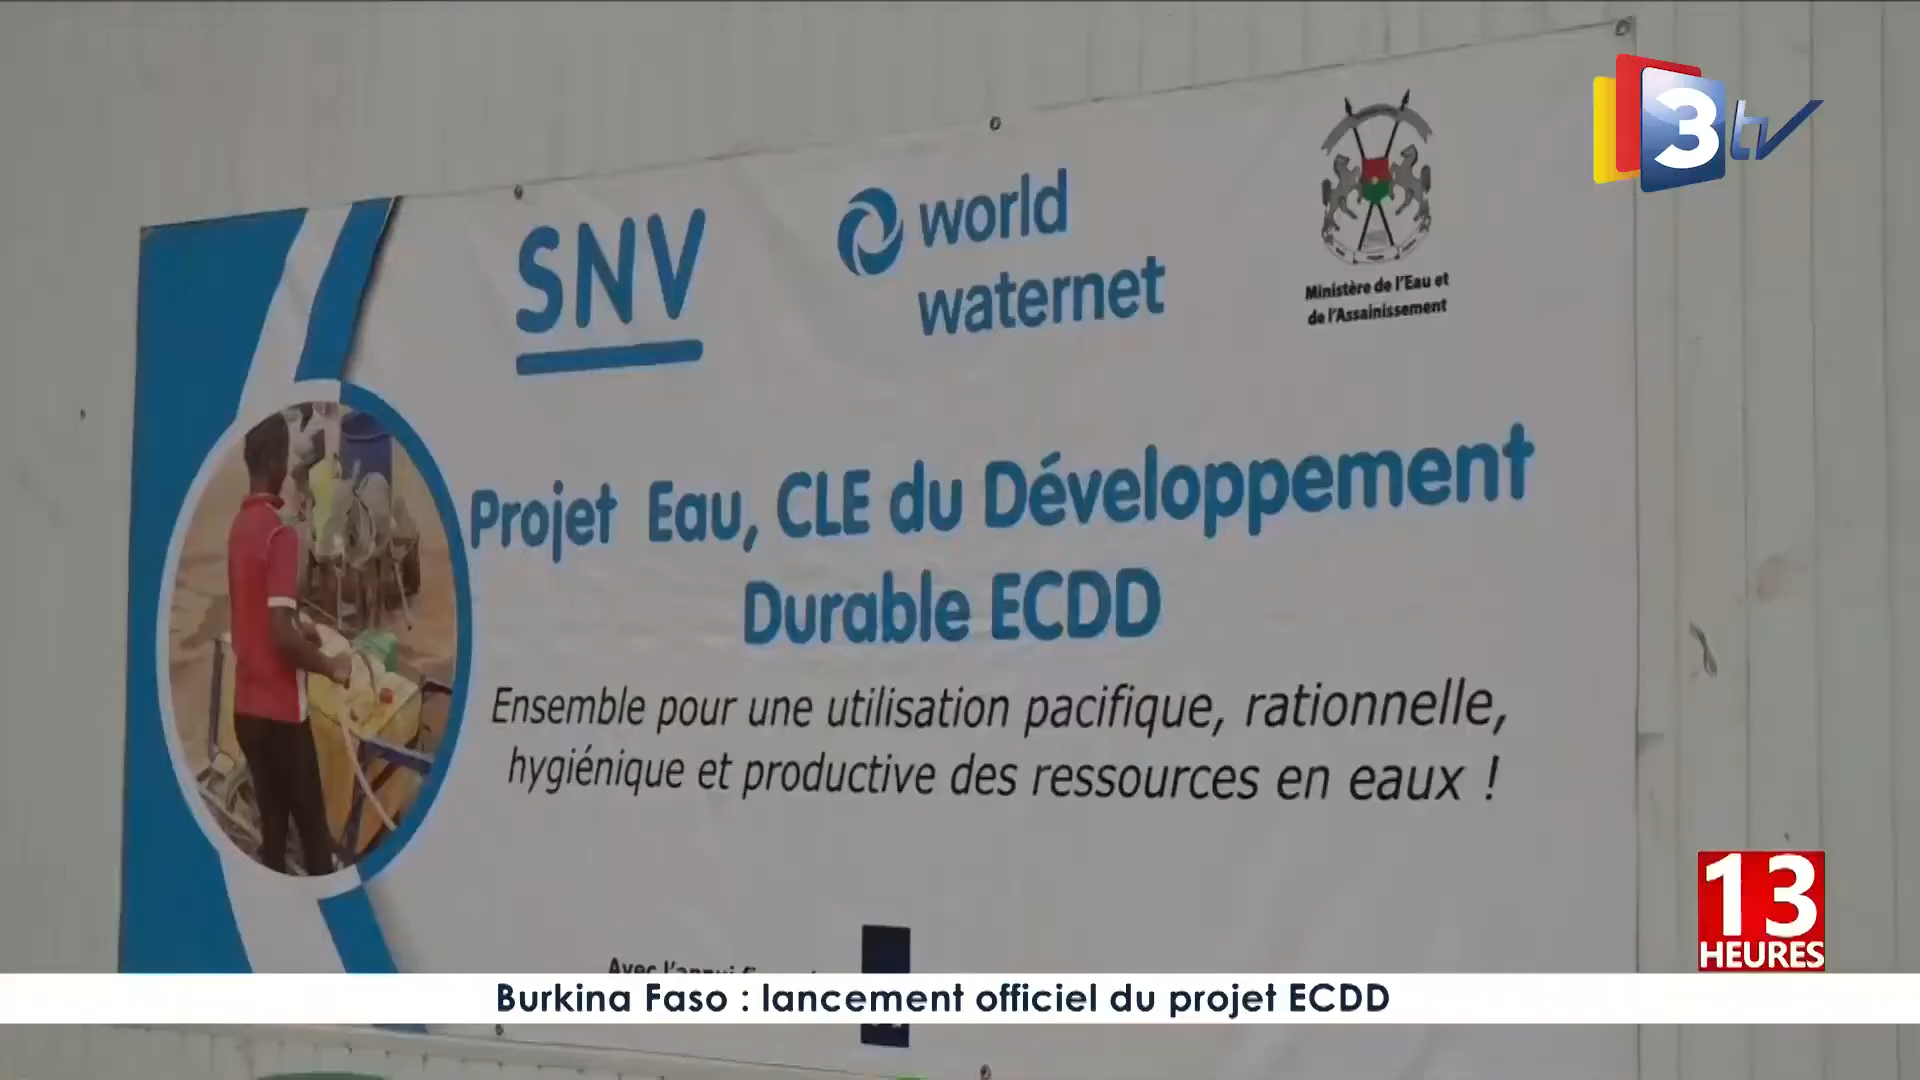 3tv
SNV
world
waternet
Ministère de l'Eau et
de l'Assainissement
Projet Eau, CLE du Développement
Durable ECDD
Ensemble pour une utilisation pacifique, rationnelle,
hygiénique et productive des ressources en eaux !
Avec l'appui
13
HEURES
Burkina Faso : lancement officiel du projet ECDD